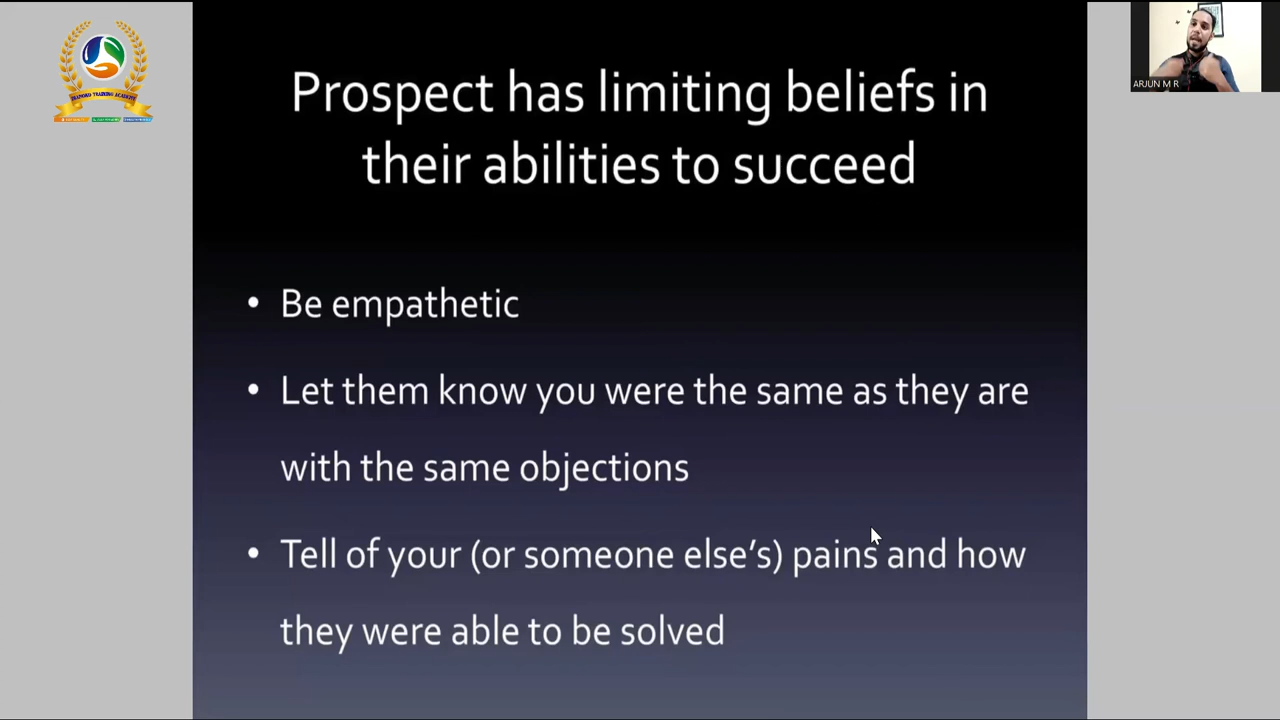 Prospect has limiting beliefs in
their abilities to succeed
• Be empathetic
• Let them know you were the same as they are
with the same objections
• Tell of your (or someone else’s) pains and how
they were able to be solved
TRAINING ACADEMY
ARJUN M R